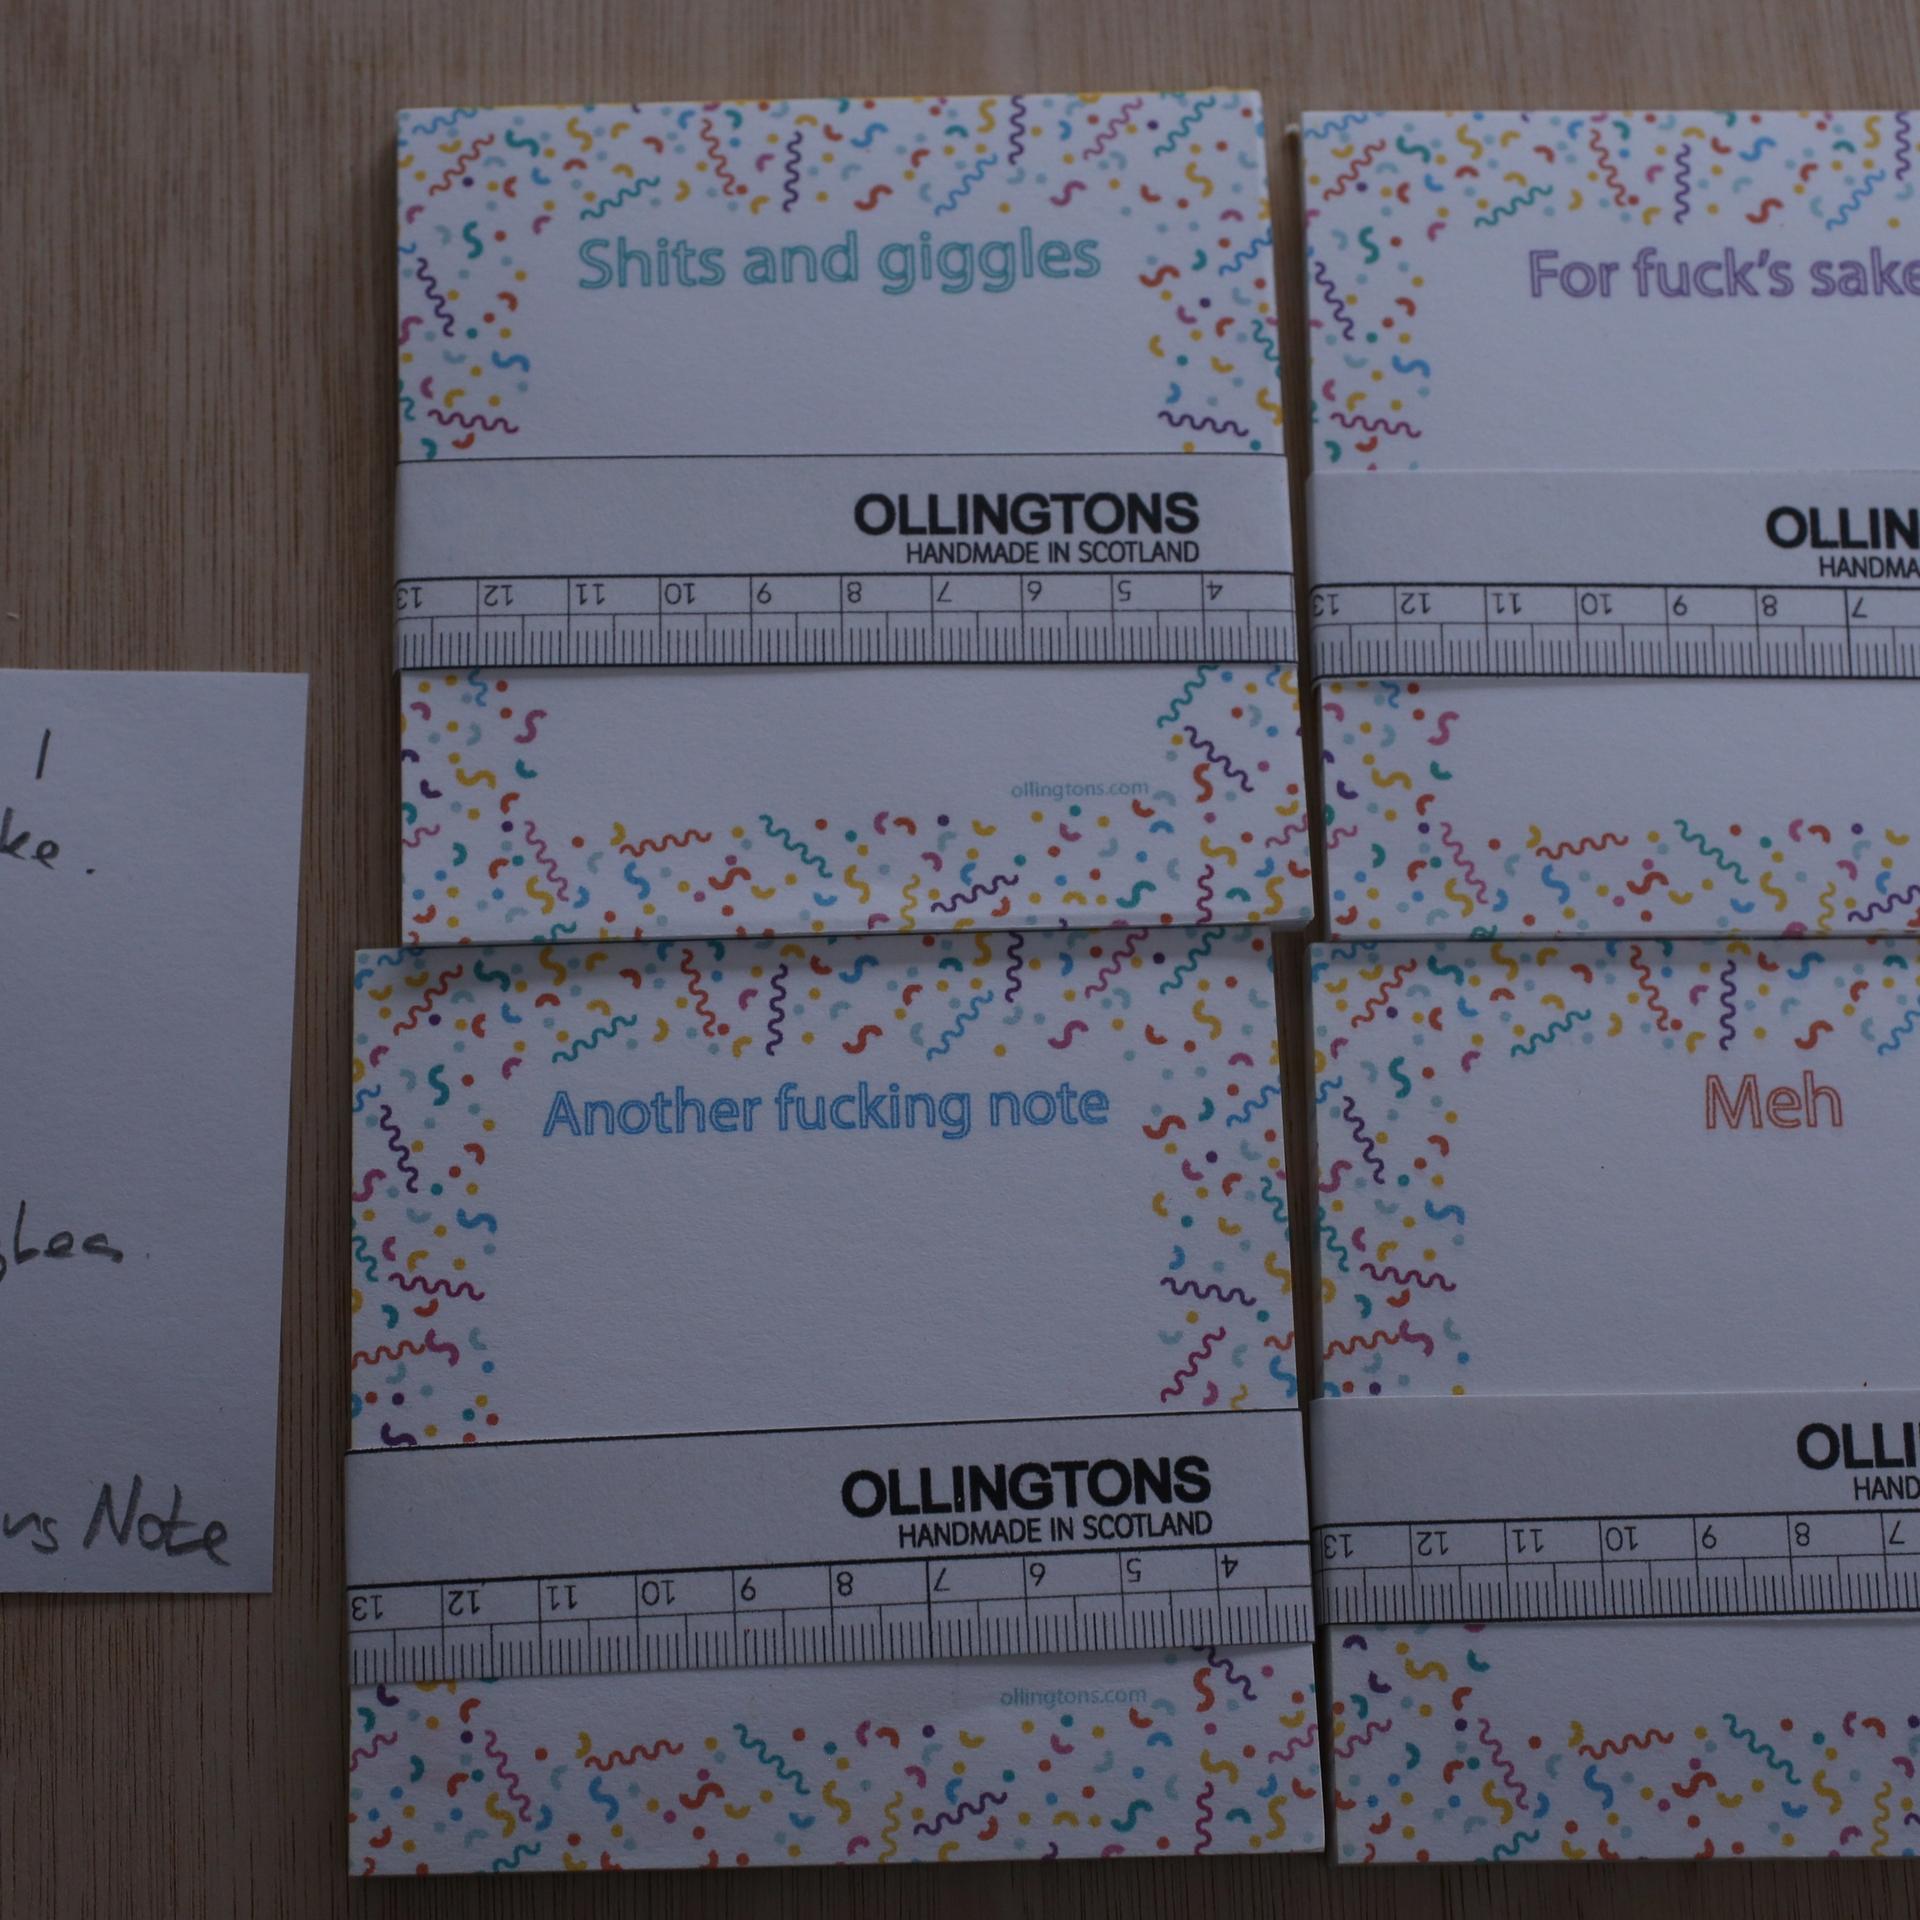 Shits and giggles
OLLINGTONS
HANDMADE IN SCOTLAND
13 12 11 10 9 8 7 6 5 4
ollingtons.com
For fuck's sake
OLLIN
HANDMA
13 12 11 10 9 8 7
Another fucking note
OLLINGTONS
HANDMADE IN SCOTLAND
13 12 11 10 9 8 7 6 5 4
ollingtons.com
Meh
OLLI
HAND
13 12 11 10 9 8 7
ke.
Note